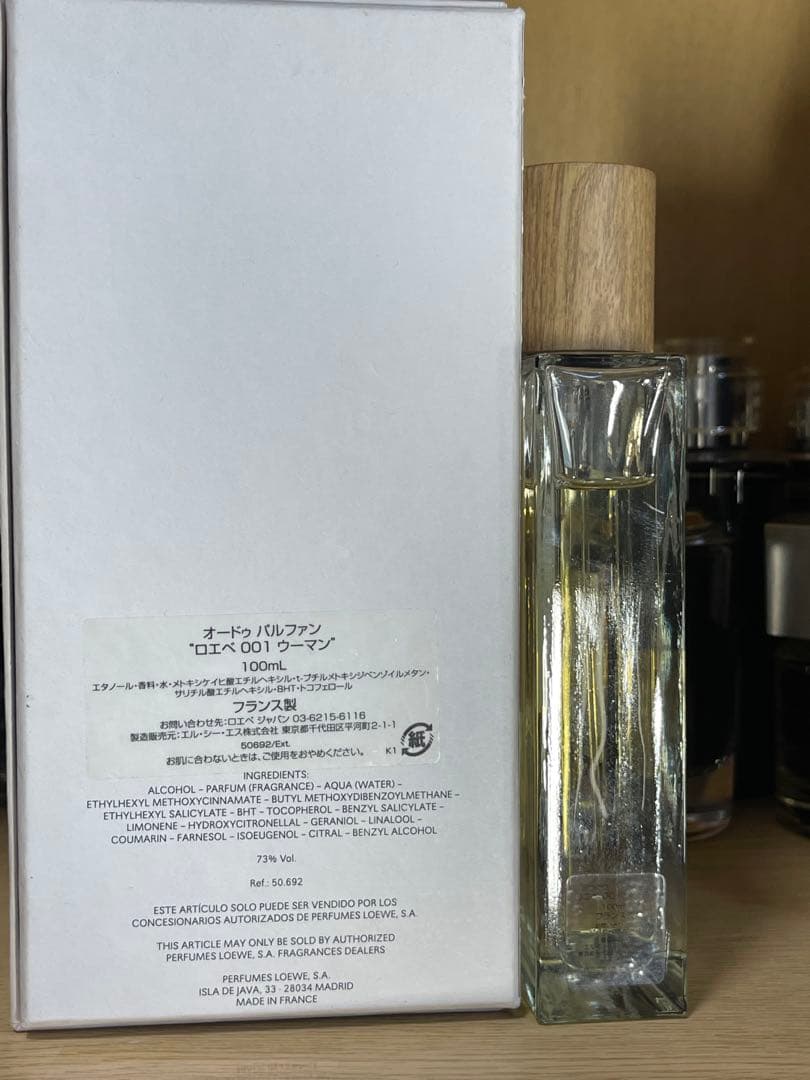 オードゥ パルファン
"ロエベ 001 ウーマン"
100mL
エタノール・香料・水・メトキシケイヒ酸エチルヘキシル・t-ブチルメトキシジベンゾイルメタン・
サリチル酸エチルヘキシル・BHT・トコフェロール
フランス製
お問い合わせ先:ロエベ ジャパン 03-6215-6116
製造販売元:エル・シー・エス株式会社 東京都千代田区平河町2-1-1
50692/Ext.
お肌に合わないときは、ご使用をおやめください。
K1
紙
INGREDIENTS:
ALCOHOL – PARFUM (FRAGRANCE) – AQUA (WATER) –
ETHYLHEXYL METHOXYCINNAMATE – BUTYL METHOXYDIBENZOYLMETHANE –
ETHYLHEXYL SALICYLATE – BHT – TOCOPHEROL – BENZYL SALICYLATE –
LIMONENE – HYDROXYCITRONELLAL – GERANIOL – LINALOOL –
COUMARIN – FARNESOL – ISOEUGENOL – CITRAL – BENZYL ALCOHOL
73% Vol.
Ref.: 50.692
ESTE ARTÍCULO SOLO PUEDE SER VENDIDO POR LOS
CONCESIONARIOS AUTORIZADOS DE PERFUMES LOEWE, S.A.
THIS ARTICLE MAY ONLY BE SOLD BY AUTHORIZED
PERFUMES LOEWE, S.A. FRAGRANCES DEALERS
PERFUMES LOEWE, S.A.
ISLA DE JAVA, 33 - 28034 MADRID
MADE IN FRANCE